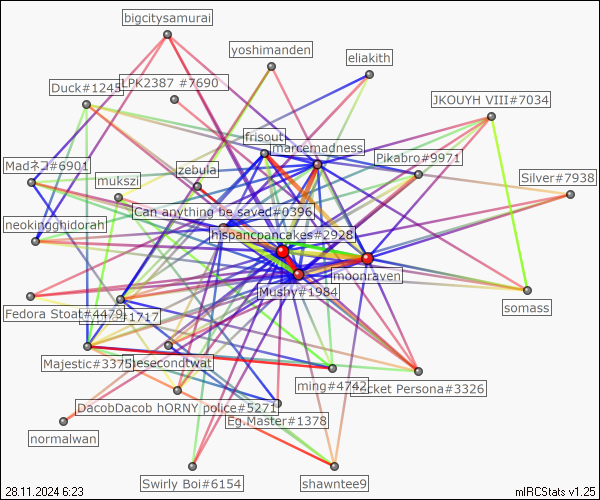 bigcitysamurai
yoshimanden
eliakith
Duck#1245
LPK2387 #7690
JKOUYH VIII#7034
frisout
marcemadness
Pikabro#9971
Madネコ#6901
zebula
mukszi
Silver#7938
Can anything be saved#0396
neokingghidorah
hispancpancakes#2928
moonraven
Mushy#1984
somass
Fedora Stoat#4479
#1717
Majestic#3375
thesecondtwat
ming#4742
Rocket Persona#3326
DacobDacob hORNY police#5271
Eg.Master#1378
normalwan
Swirly Boi#6154
shawntee9
28.11.2024 6:23
mIRCStats v1.25